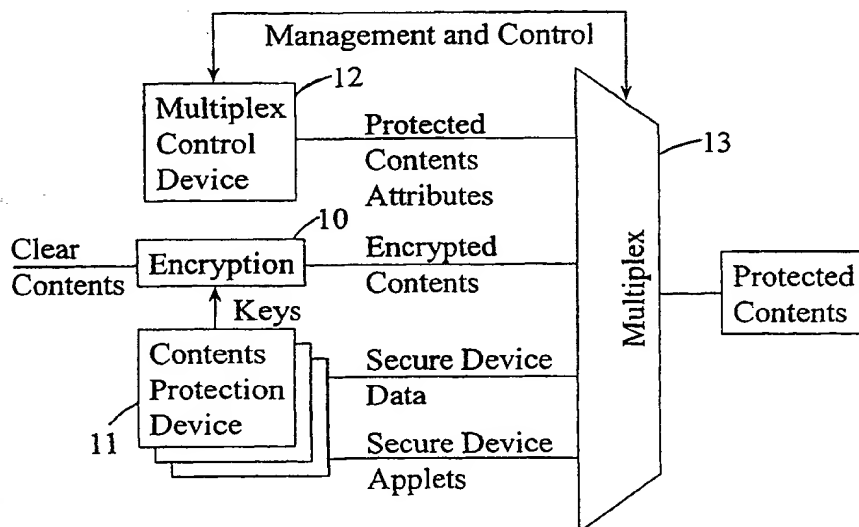 Management and Control
12
Multiplex
Control
Device
Protected
Contents
Attributes
13
10
Clear
Contents
Encryption
Encrypted
Contents
Multiplex
Protected
Contents
Keys
Contents
Protection
Device
11
Secure Device
Data
Secure Device
Applets